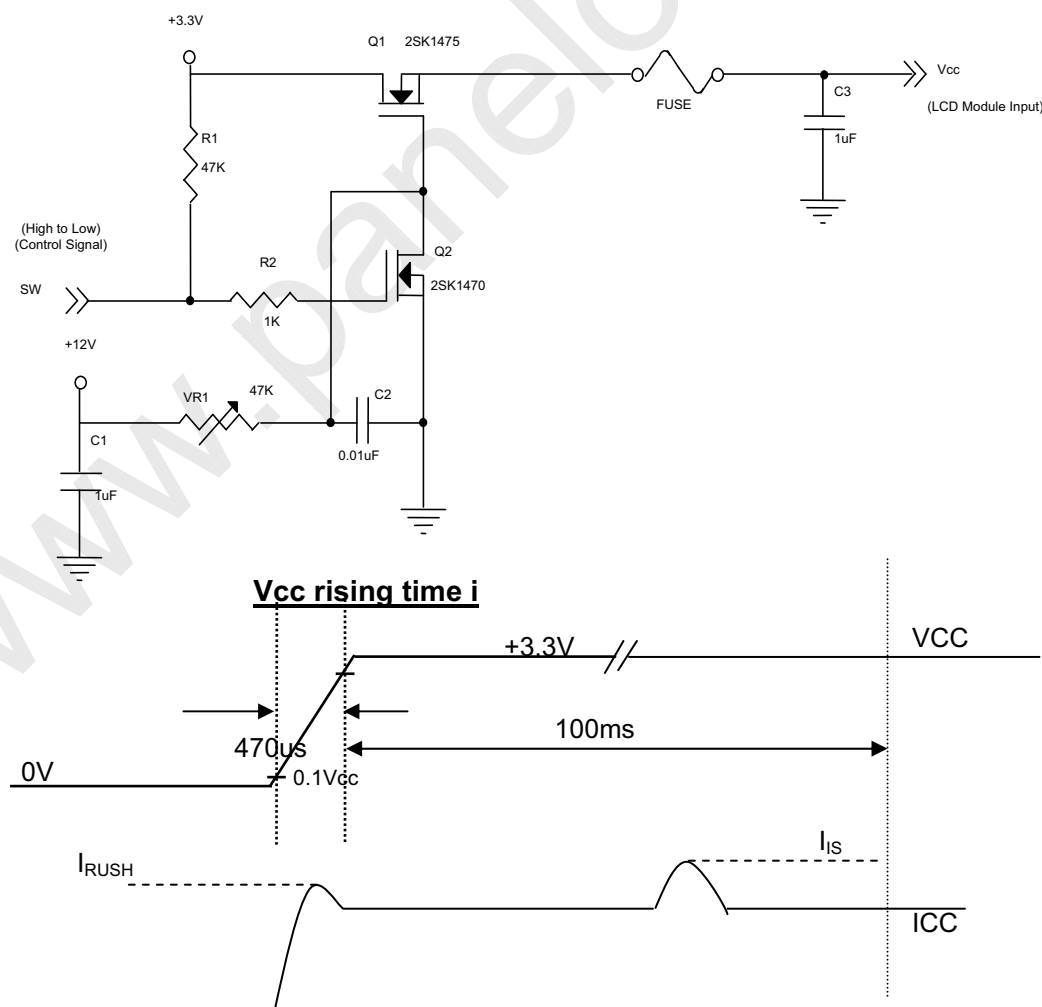 +3.3V
Q1 2SK1475
Vcc
FUSE
C3
(LCD Module Input)
R1
1uF
47K
(High to Low)
(Control Signal)
Q2
R2
SW
2SK1470
1K
+12V
VR1 47K C2
C1
0.01uF
1uF
Vcc rising time i
+3.3V
VCC
470us
100ms
0V
0.1Vcc
IRUSH
IIS
ICC